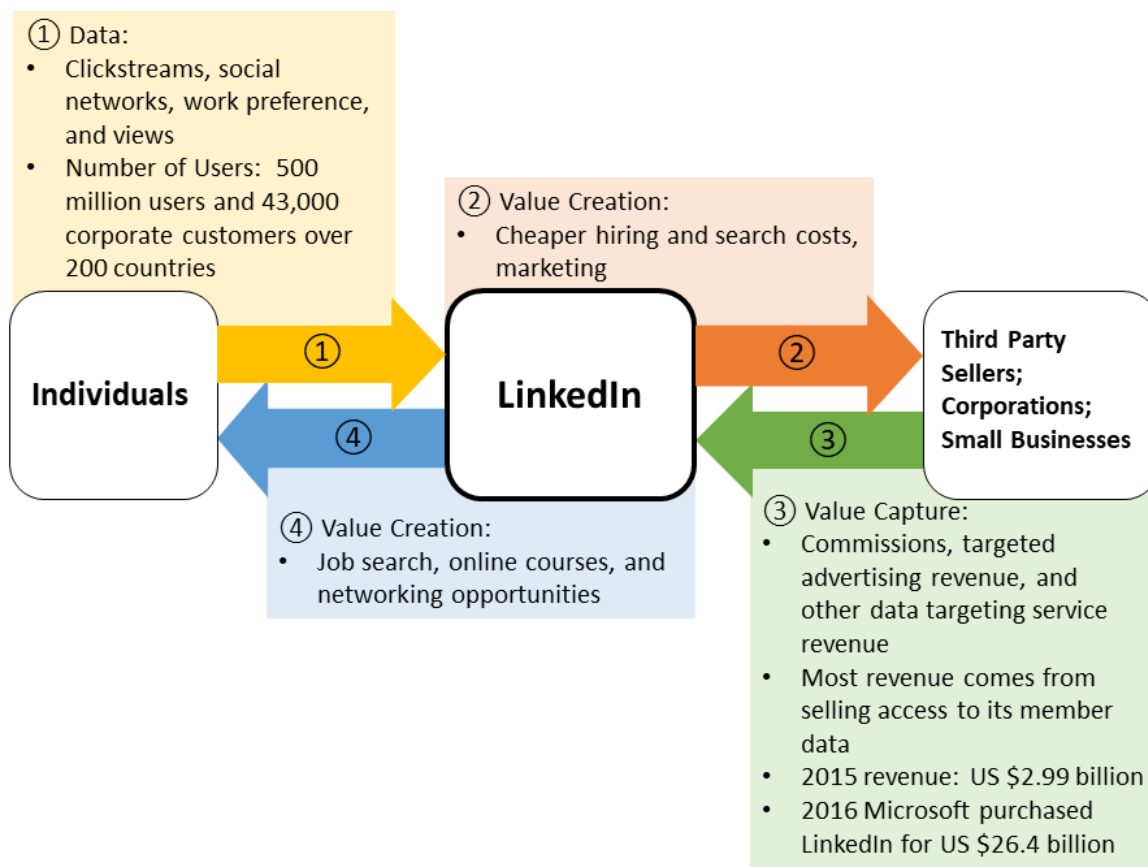 ① Data:
• Clickstreams, social
networks, work preference,
and views
• Number of Users: 500
million users and 43,000
corporate customers over
200 countries
② Value Creation:
• Cheaper hiring and search costs,
marketing
Individuals
①
LinkedIn
②
Third Party
Sellers;
Corporations;
Small Businesses
④
③
④ Value Creation:
• Job search, online courses, and
networking opportunities
③ Value Capture:
• Commissions, targeted
advertising revenue, and
other data targeting service
revenue
• Most revenue comes from
selling access to its member
data
• 2015 revenue: US $2.99 billion
• 2016 Microsoft purchased
LinkedIn for US $26.4 billion